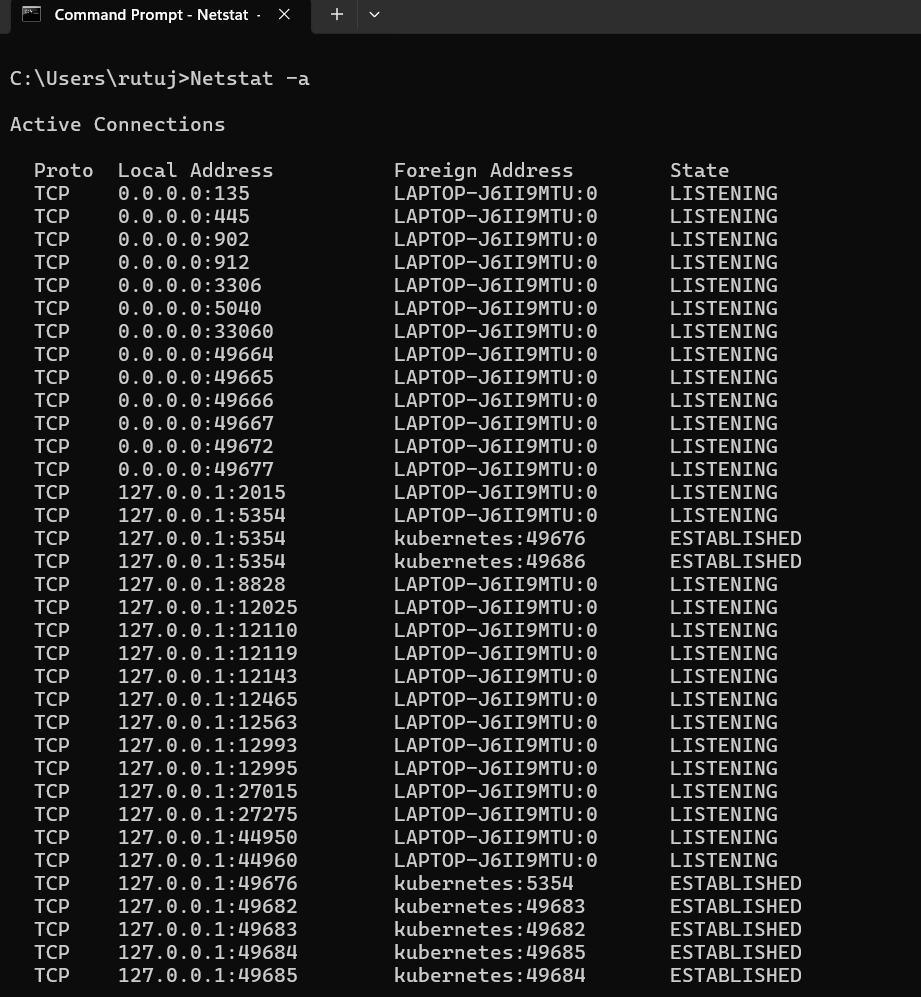 Command Prompt - Netstat -
C:\Users\rutuj>Netstat -a
Active Connections
Proto  Local Address          Foreign Address        State
TCP    0.0.0.0:135            LAPTOP-J6II9MTU:0      LISTENING
TCP    0.0.0.0:445            LAPTOP-J6II9MTU:0      LISTENING
TCP    0.0.0.0:902            LAPTOP-J6II9MTU:0      LISTENING
TCP    0.0.0.0:912            LAPTOP-J6II9MTU:0      LISTENING
TCP    0.0.0.0:3306           LAPTOP-J6II9MTU:0      LISTENING
TCP    0.0.0.0:5040           LAPTOP-J6II9MTU:0      LISTENING
TCP    0.0.0.0:33060          LAPTOP-J6II9MTU:0      LISTENING
TCP    0.0.0.0:49664          LAPTOP-J6II9MTU:0      LISTENING
TCP    0.0.0.0:49665          LAPTOP-J6II9MTU:0      LISTENING
TCP    0.0.0.0:49666          LAPTOP-J6II9MTU:0      LISTENING
TCP    0.0.0.0:49667          LAPTOP-J6II9MTU:0      LISTENING
TCP    0.0.0.0:49672          LAPTOP-J6II9MTU:0      LISTENING
TCP    0.0.0.0:49677          LAPTOP-J6II9MTU:0      LISTENING
TCP    127.0.0.1:2015         LAPTOP-J6II9MTU:0      LISTENING
TCP    127.0.0.1:5354         LAPTOP-J6II9MTU:0      LISTENING
TCP    127.0.0.1:5354         kubernetes:49676       ESTABLISHED
TCP    127.0.0.1:5354         kubernetes:49686       ESTABLISHED
TCP    127.0.0.1:8828         LAPTOP-J6II9MTU:0      LISTENING
TCP    127.0.0.1:12025        LAPTOP-J6II9MTU:0      LISTENING
TCP    127.0.0.1:12110        LAPTOP-J6II9MTU:0      LISTENING
TCP    127.0.0.1:12119        LAPTOP-J6II9MTU:0      LISTENING
TCP    127.0.0.1:12143        LAPTOP-J6II9MTU:0      LISTENING
TCP    127.0.0.1:12465        LAPTOP-J6II9MTU:0      LISTENING
TCP    127.0.0.1:12563        LAPTOP-J6II9MTU:0      LISTENING
TCP    127.0.0.1:12993        LAPTOP-J6II9MTU:0      LISTENING
TCP    127.0.0.1:12995        LAPTOP-J6II9MTU:0      LISTENING
TCP    127.0.0.1:27015        LAPTOP-J6II9MTU:0      LISTENING
TCP    127.0.0.1:27275        LAPTOP-J6II9MTU:0      LISTENING
TCP    127.0.0.1:44950        LAPTOP-J6II9MTU:0      LISTENING
TCP    127.0.0.1:44960        LAPTOP-J6II9MTU:0      LISTENING
TCP    127.0.0.1:49676        kubernetes:5354        ESTABLISHED
TCP    127.0.0.1:49682        kubernetes:49683       ESTABLISHED
TCP    127.0.0.1:49683        kubernetes:49682       ESTABLISHED
TCP    127.0.0.1:49684        kubernetes:49685       ESTABLISHED
TCP    127.0.0.1:49685        kubernetes:49684       ESTABLISHED